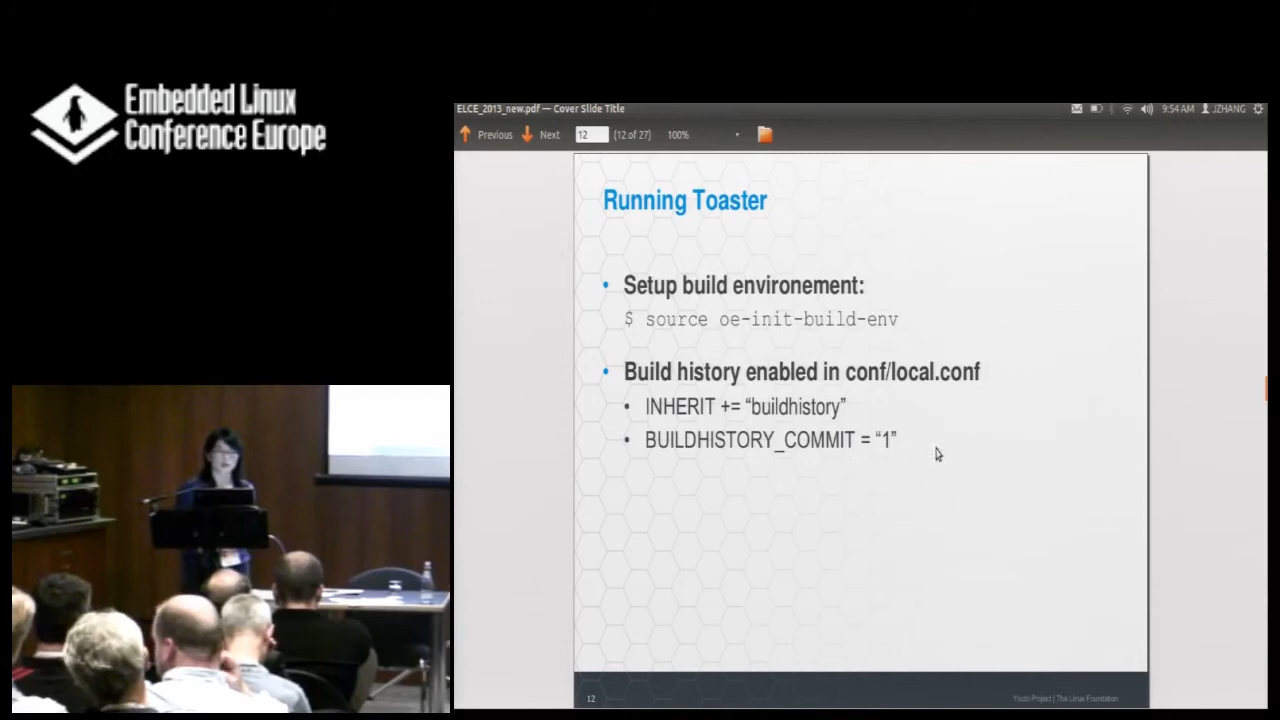 Embedded Linux
Conference Europe
ELCE_2013_new.pdf — Cover Slide Title
9:54 AM
JZHANG
Previous
Next
12
(12 of 27)
100%
Running Toaster
• Setup build environement:
$ source oe-init-build-env
• Build history enabled in conf/local.conf
• INHERIT += “buildhistory”
• BUILDHISTORY_COMMIT = “1”
12
Yocto Project | The Linux Foundation